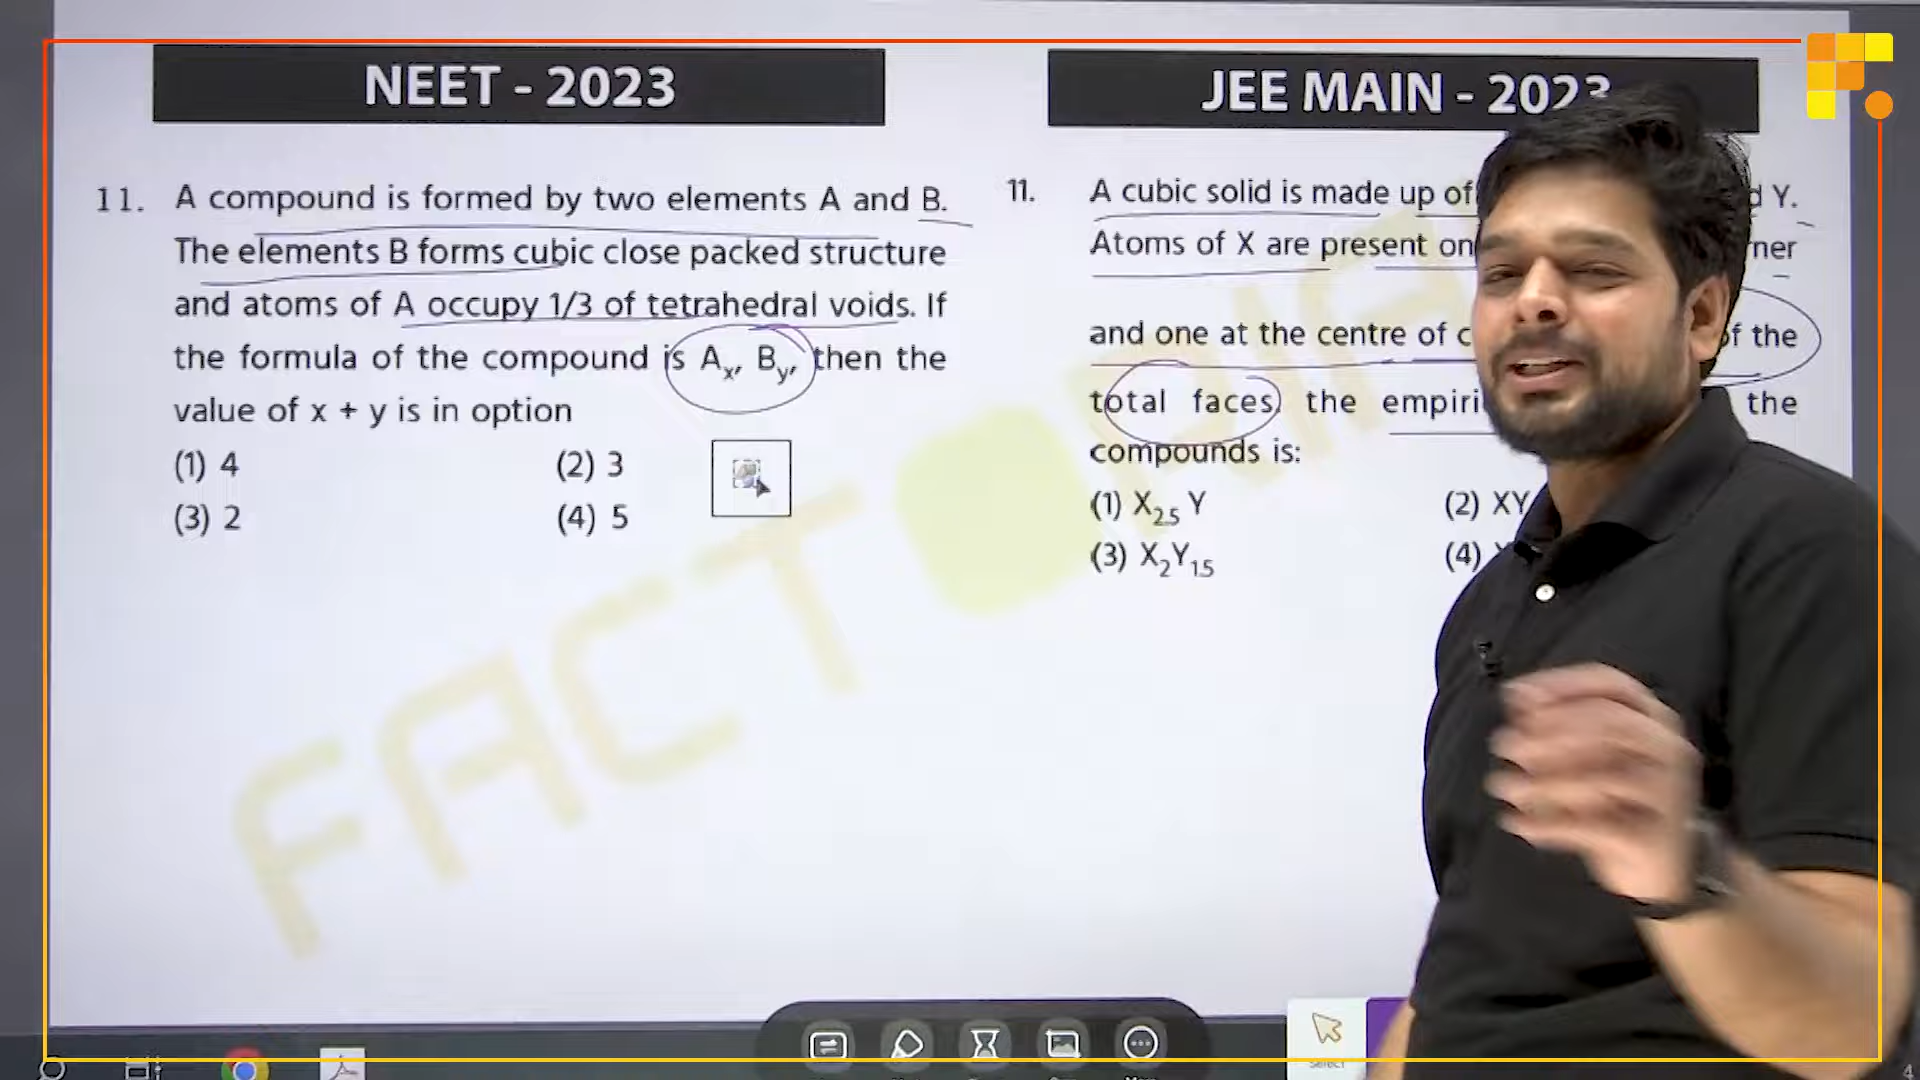 NEET - 2023
11. A compound is formed by two elements A and B.
The elements B forms cubic close packed structure
and atoms of A occupy 1/3 of tetrahedral voids. If
the formula of the compound is Ax, By, then the
value of x + y is in option
(1) 4 (2) 3
(3) 2 (4) 5
JEE MAIN - 2023
11. A cubic solid is made up of Y.
Atoms of X are present on
and one at the centre of of the
total faces, the the
compounds is:
(1) X2.5 Y (2) XY
(3) X2Y1.5 (4)
FACT
Select
4